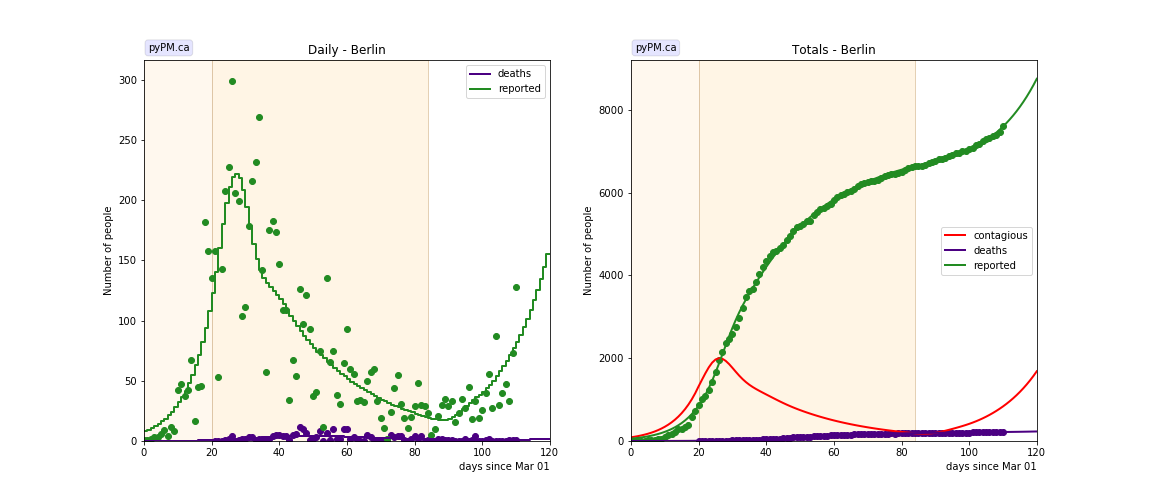 pyPM.ca
Daily - Berlin
deaths
reported
Number of people
300
250
200
150
100
50
0
0 20 40 60 80 100 120
days since Mar 01
pyPM.ca
Totals - Berlin
contagious
deaths
reported
Number of people
8000
6000
4000
2000
0
0 20 40 60 80 100 120
days since Mar 01